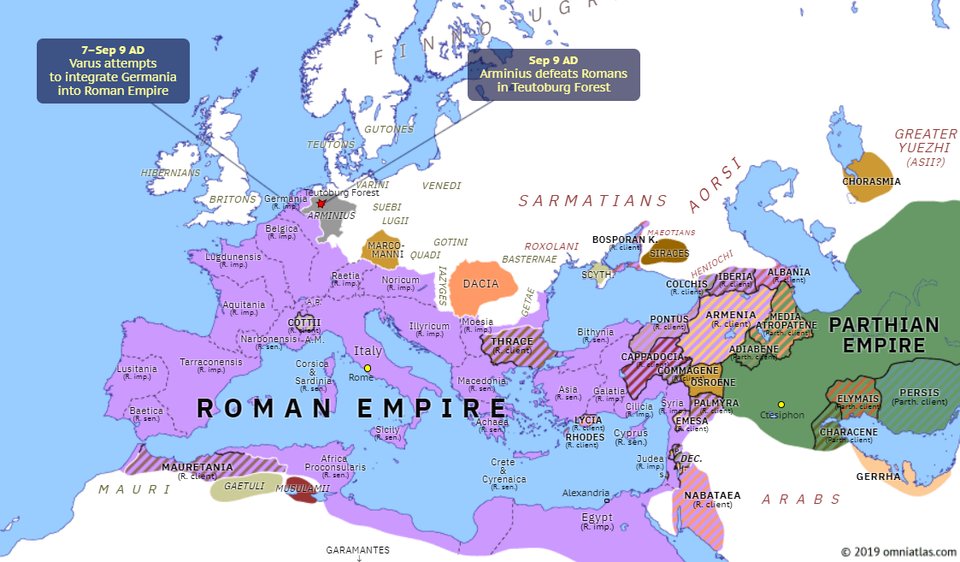 7–Sep 9 AD
Varus attempts
to integrate Germania
into Roman Empire
Sep 9 AD
Arminius defeats Romans
in Teutoburg Forest
FINNO-UGR
GUTONES
TEUTONS
HIBERNIANS
BRITONS
VARINI
VENEDI
Teutoburg Forest
Germania
(R. imp.)
ARMINIUS
SUEBI
LUGII
Belgica
(R. imp.)
MARCO-
MANNI
QUADI
GOTINI
BASTERNAE
ROXOLANI
SARMATIANS
AORSI
GREATER
YUEZHI
(ASII?)
CHORASMIA
MAEOTIANS
BOSPORAN K.
(R. client)
SIRACES
SCYTH.
HENIOCHI
Lugdunensis
(R. imp.)
Raetia
(R. imp.)
Noricum
(R. imp.)
IAZYGES
DACIA
GETAE
COLCHIS
(R. client)
IBERIA
(R. client)
ALBANIA
(R. client)
Aquitania
(R. imp.)
A.G.
COTTII
(R. client)
Narbonensis
(R. sen.)
A.M.
Illyricum
(R. imp.)
Moesia
(R. imp.)
THRACE
(R. client)
Bithynia
(R. sen.)
PONTUS
(R. client)
ARMENIA
(R. client)
MEDIA
ATROPATENE
(Parth. client)
PARTHIAN
EMPIRE
Lusitania
(R. imp.)
Tarraconensis
(R. imp.)
Corsica
&
Sardinia
(R. sen.)
Italy
Rome
Macedonia
(R. sen.)
Asia
(R. sen.)
Galatia
(R. imp.)
CAPPADOCIA
(R. client)
COMMAGENE
(R. client)
ADIABENE
(Parth. client)
OSROENE
Baetica
(R. sen.)
ROMAN EMPIRE
Sicily
(R. sen.)
Achaea
(R. sen.)
LYCIA
(R. client)
RHODES
(R. client)
Cilicia
(R. imp.)
Cyprus
(R. sen.)
Syria
(R. imp.)
PALMYRA
(R. client)
EMESA
(R. client)
Ctesiphon
ELYMAIS
(Parth. client)
PERSIS
(Parth. client)
CHARACENE
(Parth. client)
GERRHA
MAURETANIA
(R. client)
MAURI
GAETULI
MUSULAMII
Africa
Proconsularis
(R. sen.)
Crete
&
Cyrenaica
(R. sen.)
Judea
(R. imp.)
DEC.
Alexandria
Egypt
(R. imp.)
NABATAEA
(R. client)
ARABS
GARAMANTES
↓
© 2019 omniatlas.com